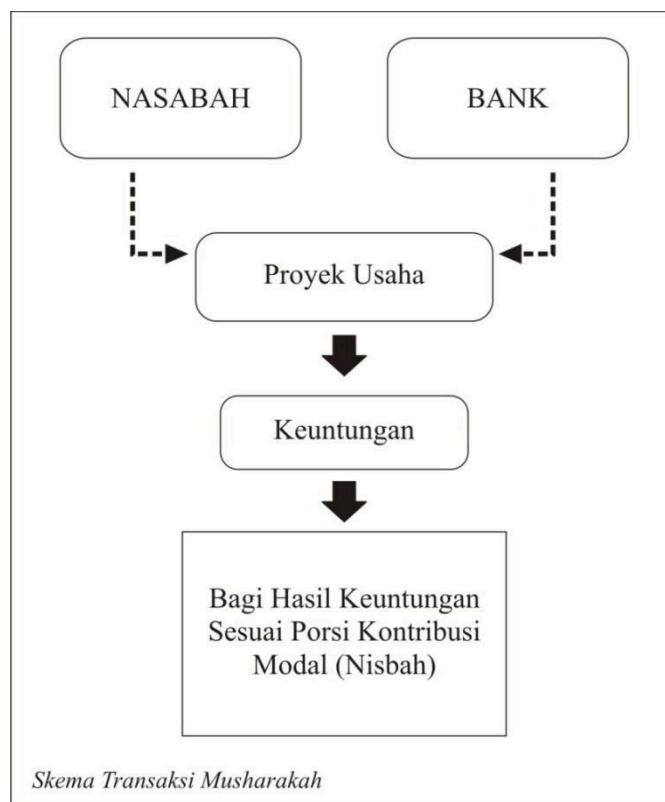 NASABAH
BANK
Proyek Usaha
Keuntungan
Bagi Hasil Keuntungan
Sesuai Porsi Kontribusi
Modal (Nisbah)
Skema Transaksi Musharakah